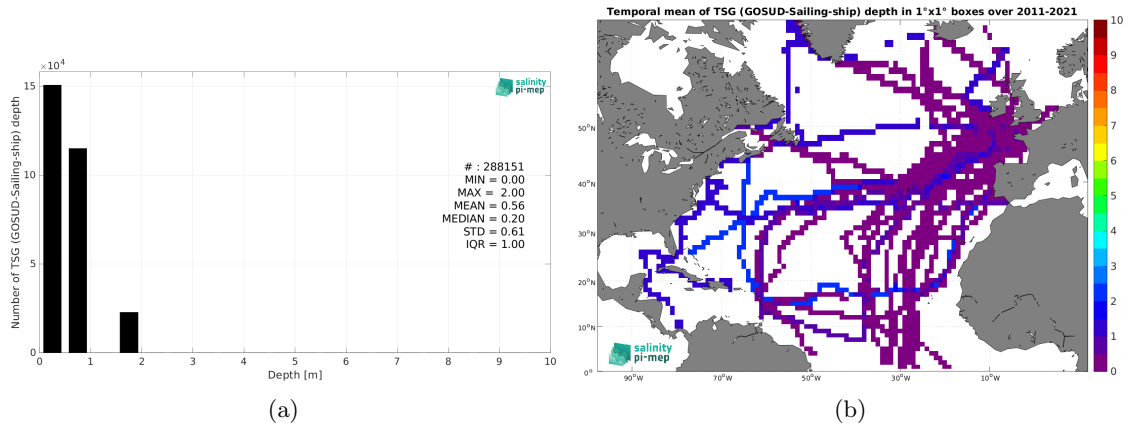 ×10⁴
15
10
5
0
Number of TSG (GOSUD-Sailing-ship) depth
salinity
pi-mep
# : 288151
MIN = 0.00
MAX = 2.00
MEAN = 0.56
MEDIAN = 0.20
STD = 0.61
IQR = 1.00
0 1 2 3 4 5 6 7 8 9 10
Depth [m]
(a)
Temporal mean of TSG (GOSUD-Sailing-ship) depth in 1°x1° boxes over 2011-2021
50°N
40°N
30°N
20°N
10°N
0°
90°W 70°W 50°W 30°W 10°W
salinity
pi-mep
10
9
8
7
6
5
4
3
2
1
0
(b)